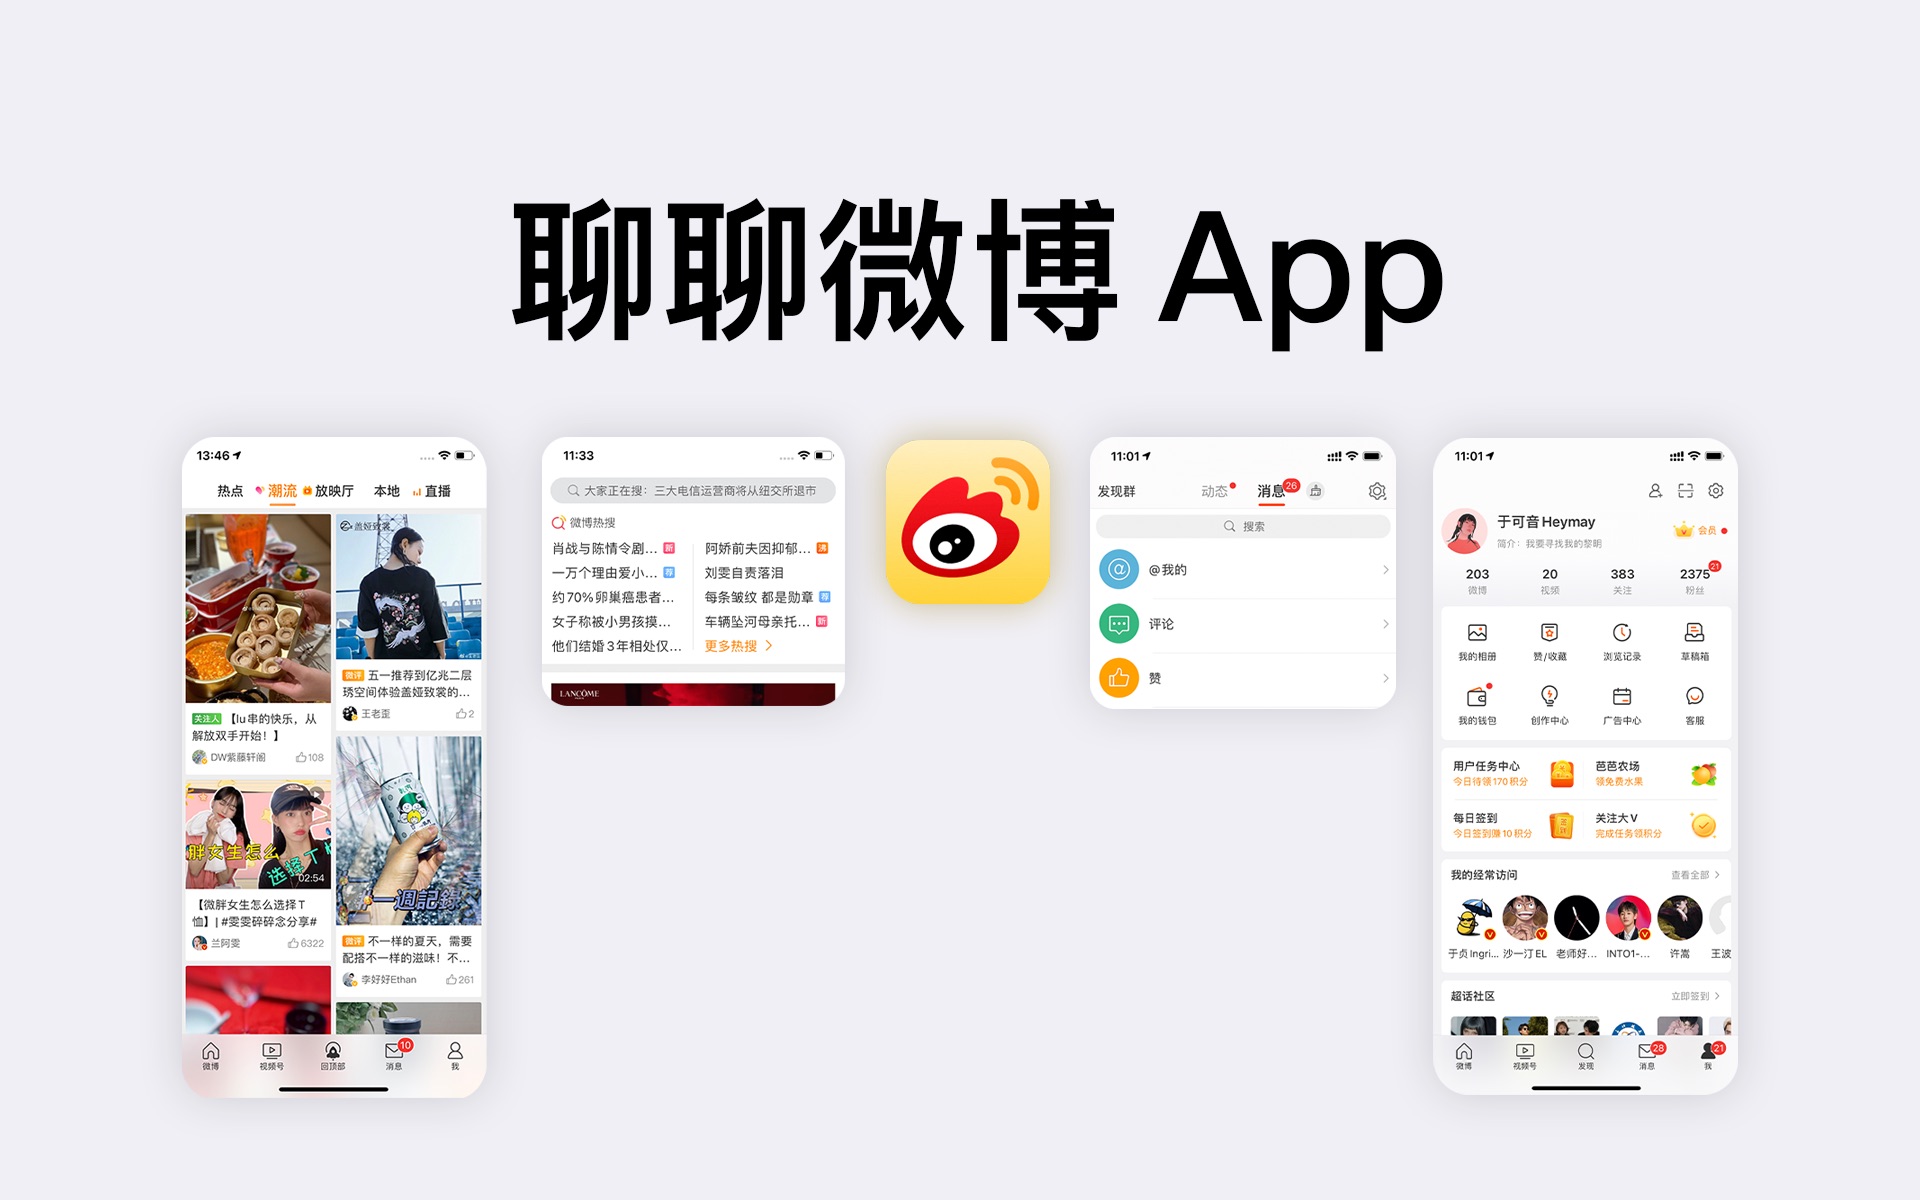 聊聊微博 App
13:46
热点 潮流 放映厅 本地 直播
盖娅致裳
关注人 【lu串的快乐，从
解放双手开始！】
DW紫藤轩阁 108
胖女生怎么
选择T
02:54
【微胖女生怎么选择T
恤】| #雯雯碎碎念分享#
兰阿雯 6322
微评 五一推荐到亿兆二层
琇空间体验盖娅致裳的...
王老歪 2
#一週記錄
微评 不一样的夏天，需要
配搭不一样的滋味！不...
李好好Ethan 261
微博 视频号 回顶部 消息 10 我
11:33
大家正在搜：三大电信运营商将从纽交所退市
微博热搜
肖战与陈情令剧... 新 阿娇前夫因抑郁... 沸
一万个理由爱小... 荐 刘雯自责落泪
约70%卵巢癌患者... 每条皱纹 都是勋章 荐
女子称被小男孩摸... 车辆坠河母亲托... 新
他们结婚3年相处仅... 更多热搜
LANCÔME
11:01
发现群 动态 消息 26
搜索
@我的
评论
赞
11:01
于可音Heymay 会员
简介：我要寻找我的黎明
203 20 383 2375 21
微博 视频 关注 粉丝
我的相册 赞/收藏 浏览记录 草稿箱
我的钱包 创作中心 广告中心 客服
用户任务中心 芭芭农场
今日待领170积分 领免费水果
每日签到 关注大V
今日签到赚10积分 完成任务领积分
我的经常访问 查看全部
于贞Ingri... 沙一汀EL 老师好... INTO1-... 许嵩 王波
超话社区 立即签到
微博 视频号 发现 消息 28 我 21